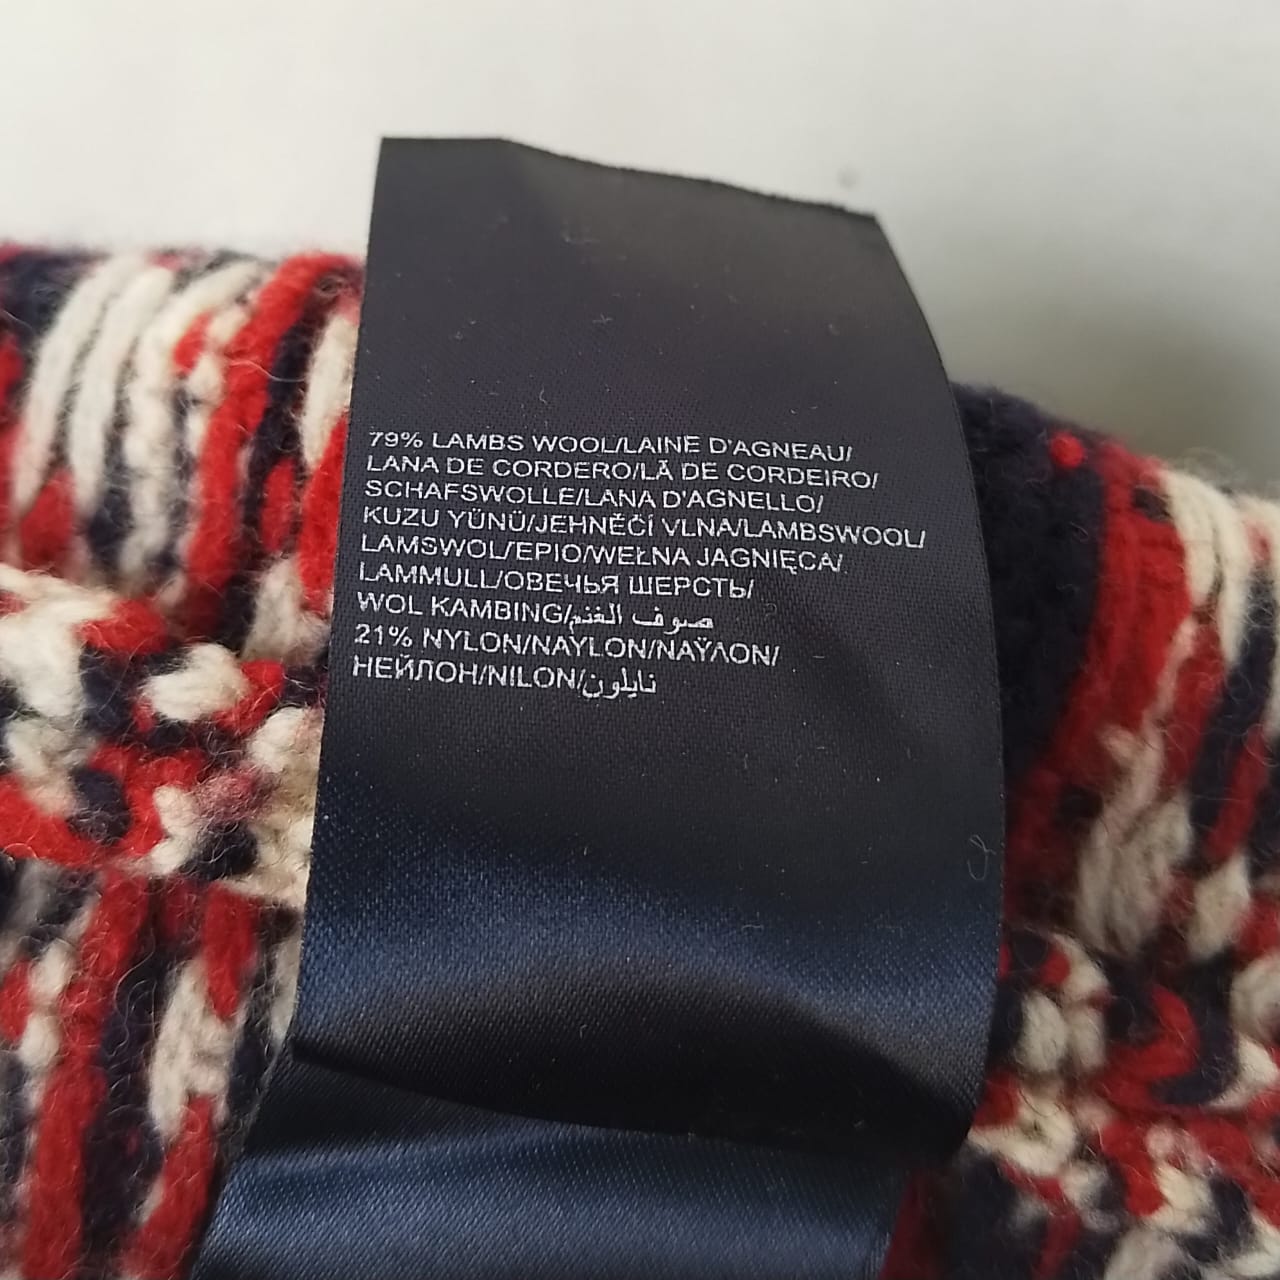 79% LAMBS WOOL/LAINE D'AGNEAU/
LANA DE CORDERO/LÃ DE CORDEIRO/
SCHAFSWOLLE/LANA D'AGNELLO/
KUZU YÜNÜ/JEHNĚČÍ VLNA/LAMBSWOOL/
LAMSWOL/ΕΡΙΟ/WEŁNA JAGNIĘCA/
LAMMULL/ОВЕЧЬЯ ШЕРСТЬ/
WOL KAMBING/صوف الغنم
21% NYLON/NAYLON/ΝΑΫΛΟΝ/
НЕЙЛОН/NILON/نايلون